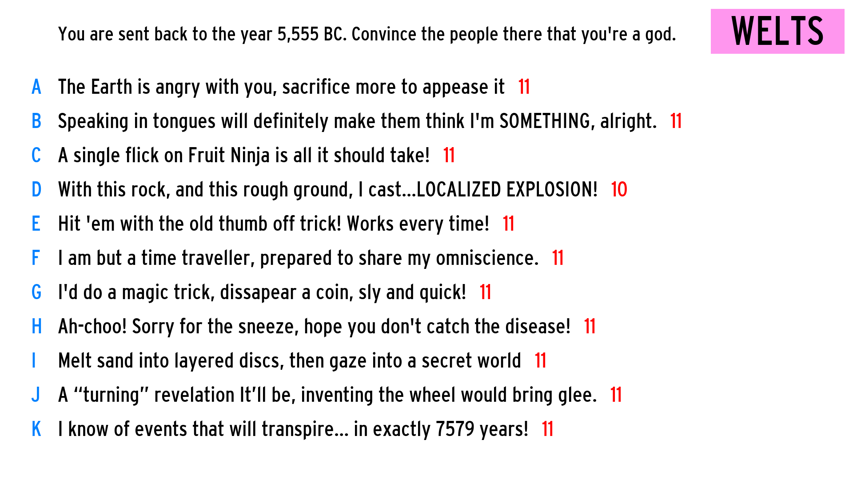 You are sent back to the year 5,555 BC. Convince the people there that you're a god.
WELTS
A The Earth is angry with you, sacrifice more to appease it 11
B Speaking in tongues will definitely make them think I'm SOMETHING, alright. 11
C A single flick on Fruit Ninja is all it should take! 11
D With this rock, and this rough ground, I cast...LOCALIZED EXPLOSION! 10
E Hit 'em with the old thumb off trick! Works every time! 11
F I am but a time traveller, prepared to share my omniscience. 11
G I'd do a magic trick, dissapear a coin, sly and quick! 11
H Ah-choo! Sorry for the sneeze, hope you don't catch the disease! 11
I Melt sand into layered discs, then gaze into a secret world 11
J A “turning” revelation It’ll be, inventing the wheel would bring glee. 11
K I know of events that will transpire... in exactly 7579 years! 11